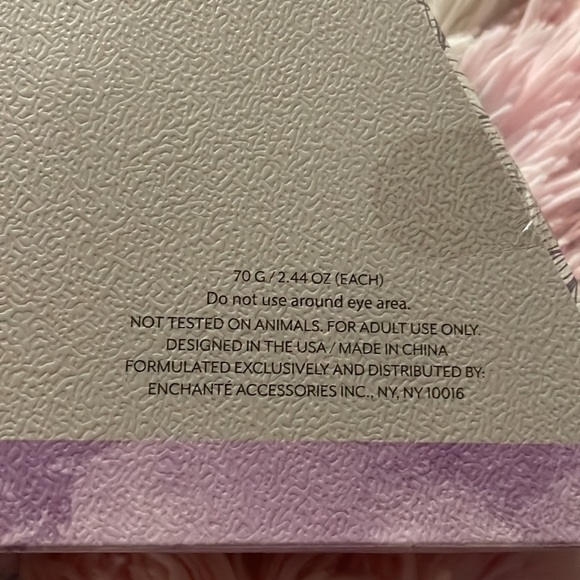 70 G / 2.44 OZ (EACH)
Do not use around eye area.
NOT TESTED ON ANIMALS. FOR ADULT USE ONLY.
DESIGNED IN THE USA / MADE IN CHINA
FORMULATED EXCLUSIVELY AND DISTRIBUTED BY:
ENCHANTÉ ACCESSORIES INC., NY, NY 10016